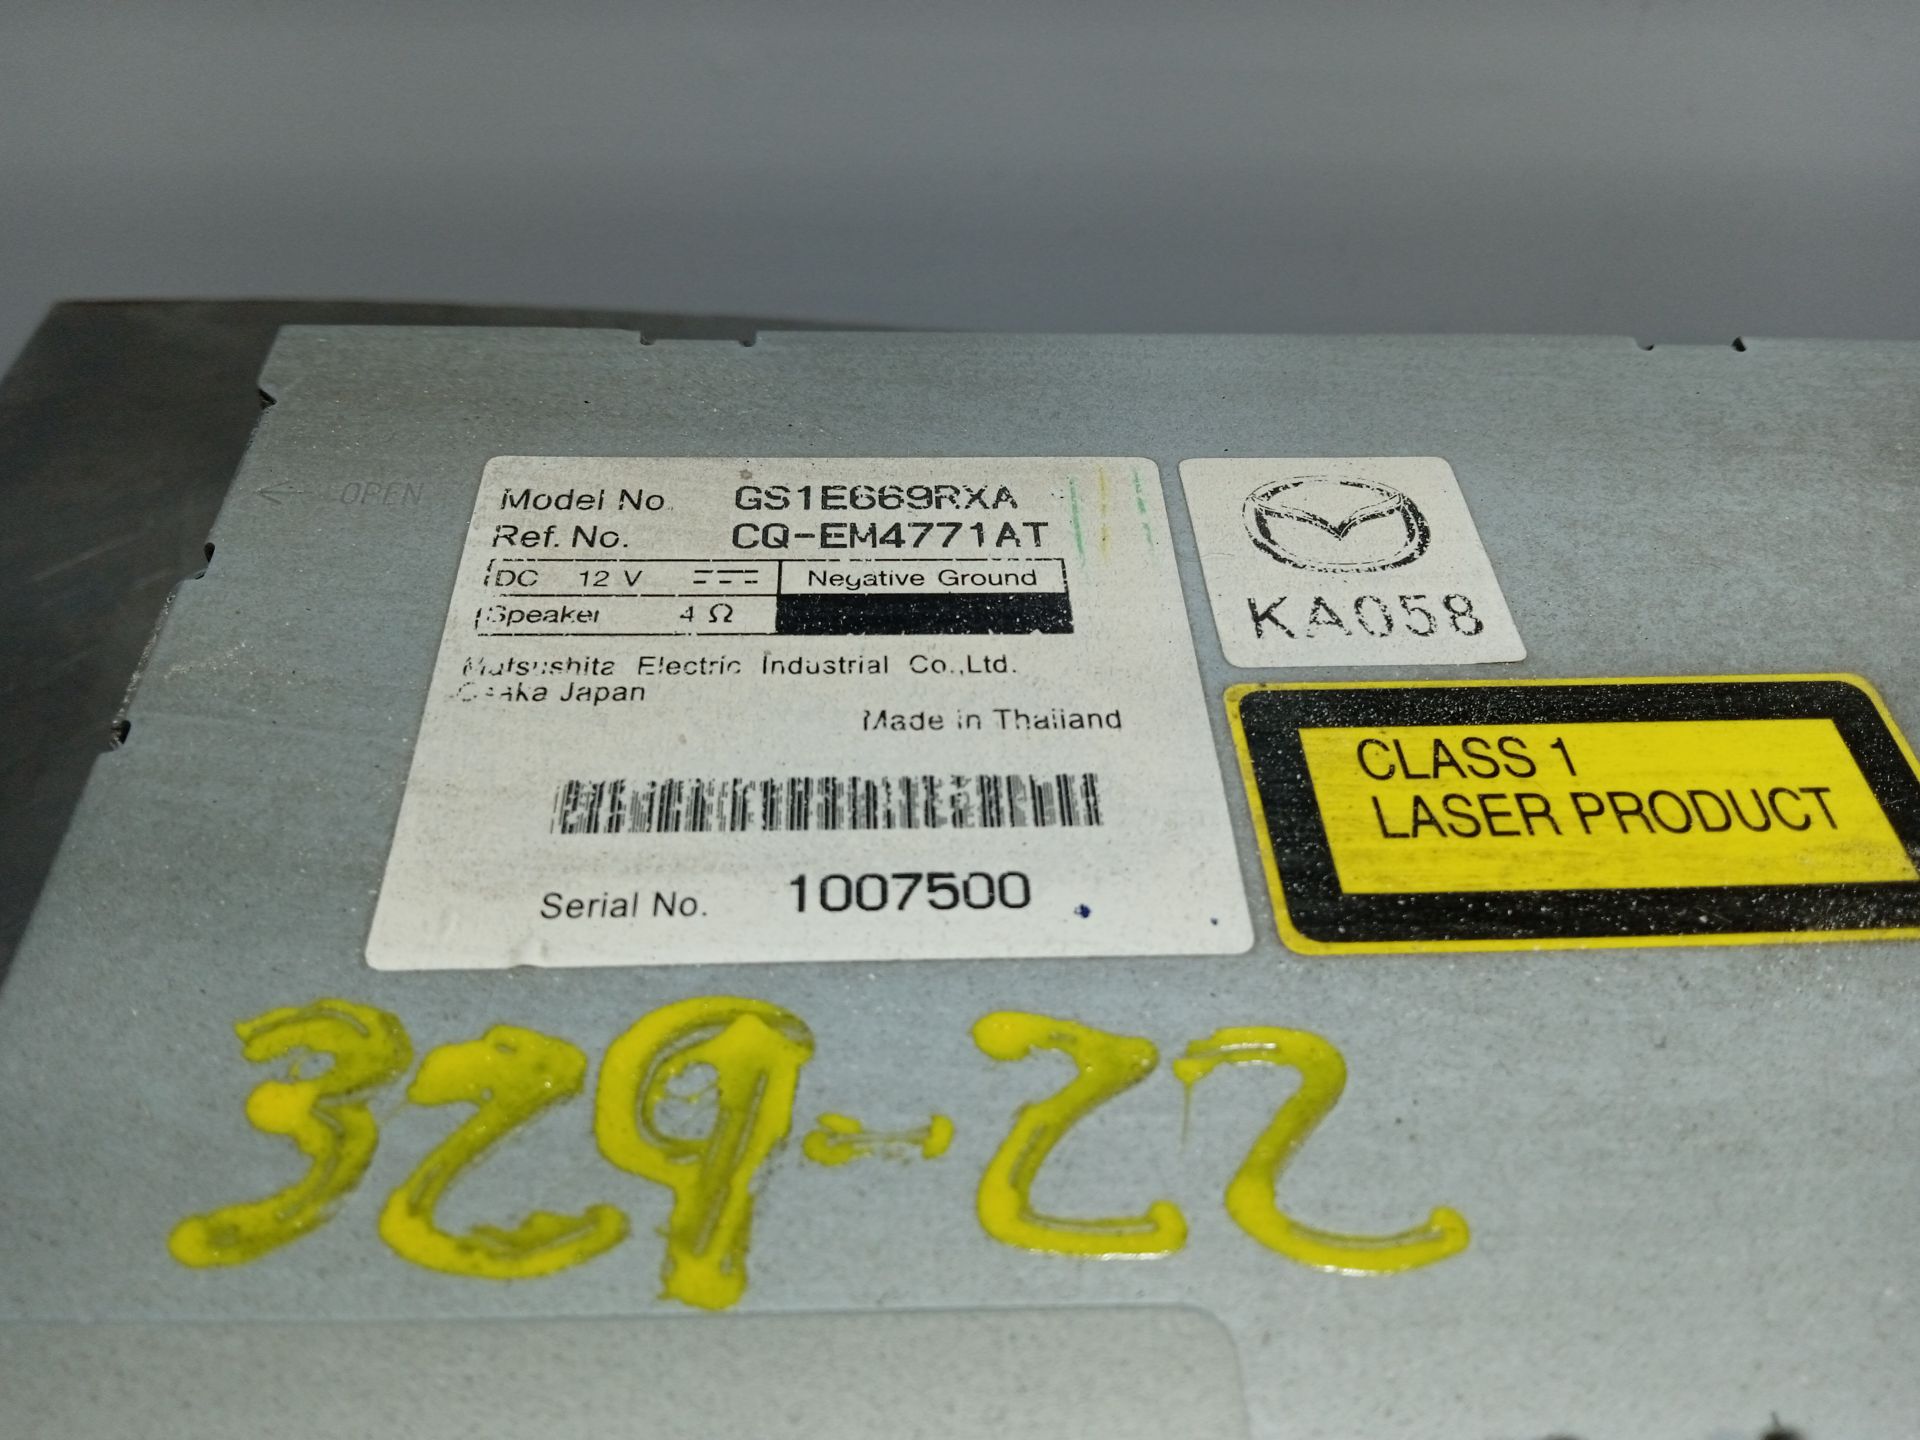 < OPEN
Model No. GS1E669RXA
Ref. No. CQ-EM4771AT
DC 12 V Negative Ground
Speaker 4 Ω
Matsushita Electric Industrial Co.,Ltd.
Osaka Japan
Made in Thailand
Serial No. 1007500
KA058
CLASS 1
LASER PRODUCT
329-22